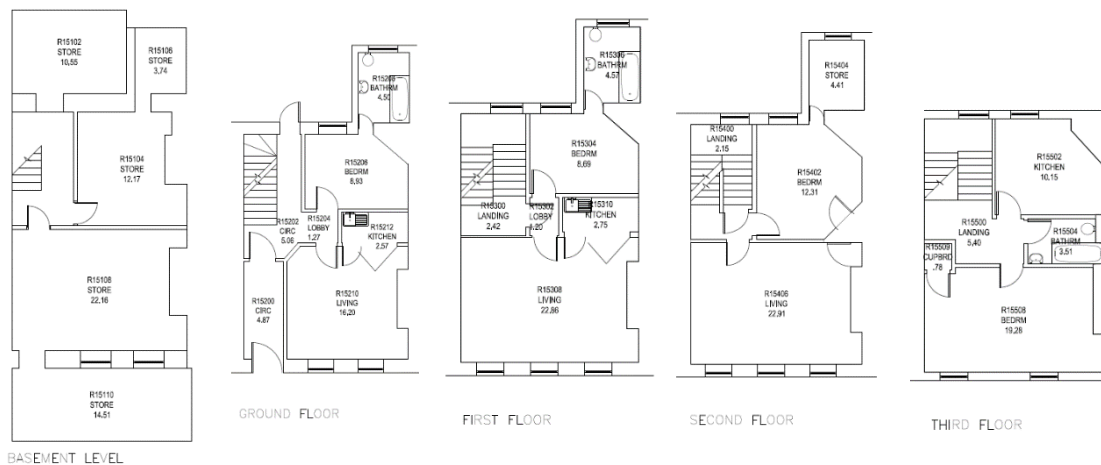 R15102
STORE
10,55
R15106
STORE
3,74
R15104
STORE
12,17
R15108
STORE
22,16
R15110
STORE
14,51
BASEMENT LEVEL
R15206
BATHRM
4,50
R15208
BEDRM
8,93
R15202
CIRC
5,06
R15204
LOBBY
1,27
R15212
KITCHEN
2,57
R15200
CIRC
4,87
R15210
LIVING
16,20
GROUND FLOOR
R15306
BATHRM
4,57
R15304
BEDRM
8,69
R15300
LANDING
2,42
R15302
LOBBY
1,20
R15310
KITCHEN
2,75
R15308
LIVING
22,86
FIRST FLOOR
R15404
STORE
4,41
R15400
LANDING
2,15
R15402
BEDRM
12,31
R15406
LIVING
22,91
SECOND FLOOR
R15502
KITCHEN
10,15
R15500
LANDING
5,40
R15504
BATHRM
3,51
R15509
CUPBRD
,78
R15508
BEDRM
19,28
THIRD FLOOR